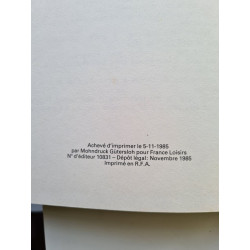 Achevé d'imprimer le 5-11-1985
par Mohndruck Gütersloh pour France Loisirs
N° d'éditeur 10831 - Dépôt légal: Novembre 1985
Imprimé en R.F.A.